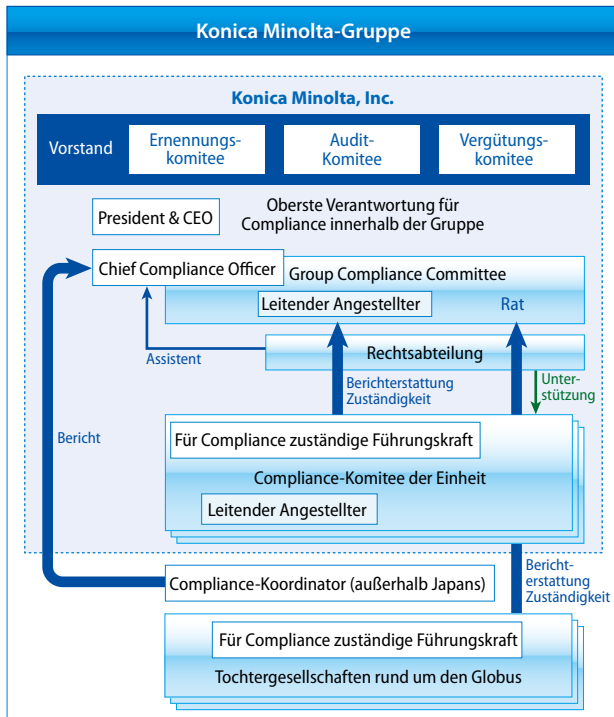 Konica Minolta-Gruppe
Konica Minolta, Inc.
Vorstand
Ernennungs-
komitee
Audit-
Komitee
Vergütungs-
komitee
President & CEO
Oberste Verantwortung für
Compliance innerhalb der Gruppe
Chief Compliance Officer
Group Compliance Committee
Leitender Angestellter
Rat
Assistent
Rechtsabteilung
Berichterstattung
Zuständigkeit
Unter-
stützung
Bericht
Für Compliance zuständige Führungskraft
Compliance-Komitee der Einheit
Leitender Angestellter
Compliance-Koordinator (außerhalb Japans)
Bericht-
erstattung
Zuständigkeit
Für Compliance zuständige Führungskraft
Tochtergesellschaften rund um den Globus